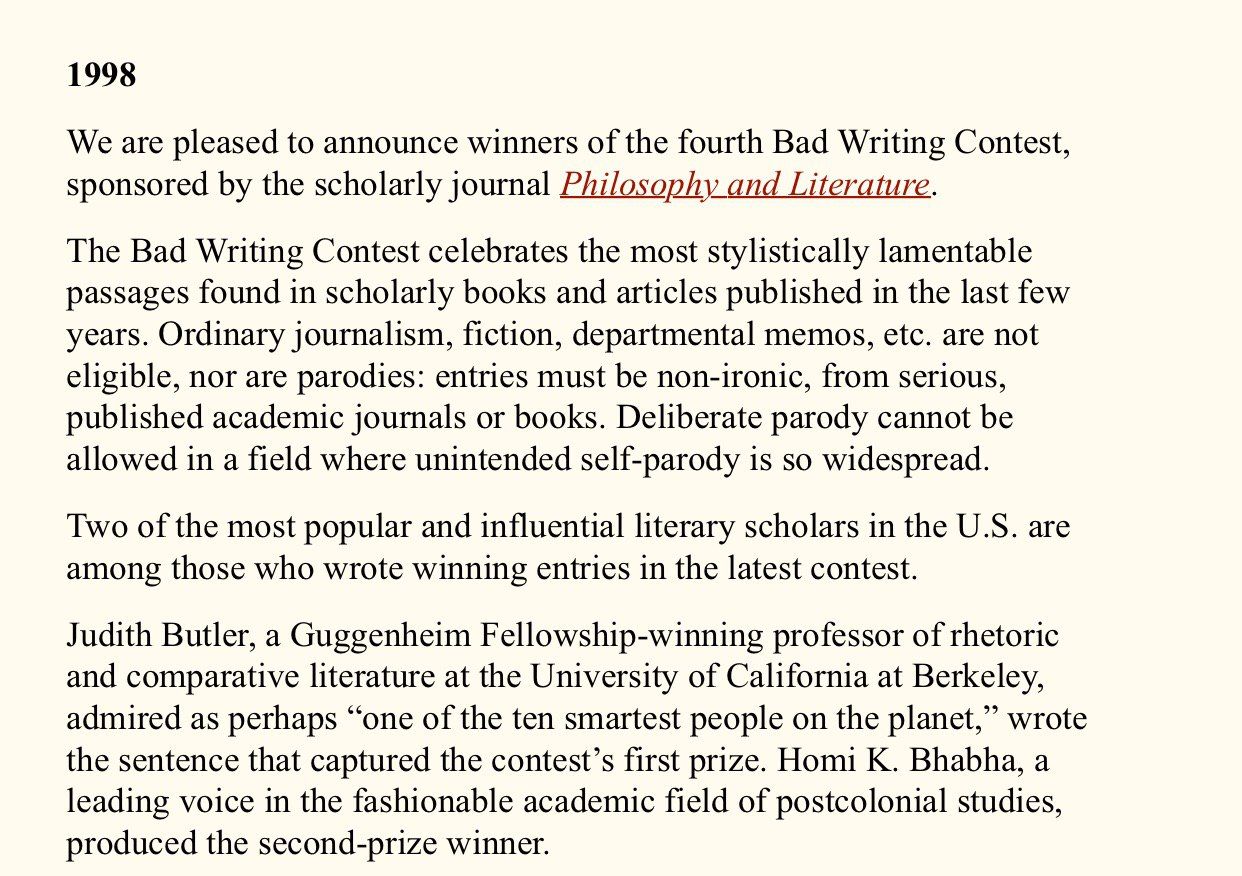 1998
We are pleased to announce winners of the fourth Bad Writing Contest,
sponsored by the scholarly journal Philosophy and Literature.
The Bad Writing Contest celebrates the most stylistically lamentable
passages found in scholarly books and articles published in the last few
years. Ordinary journalism, fiction, departmental memos, etc. are not
eligible, nor are parodies: entries must be non-ironic, from serious,
published academic journals or books. Deliberate parody cannot be
allowed in a field where unintended self-parody is so widespread.
Two of the most popular and influential literary scholars in the U.S. are
among those who wrote winning entries in the latest contest.
Judith Butler, a Guggenheim Fellowship-winning professor of rhetoric
and comparative literature at the University of California at Berkeley,
admired as perhaps “one of the ten smartest people on the planet,” wrote
the sentence that captured the contest’s first prize. Homi K. Bhabha, a
leading voice in the fashionable academic field of postcolonial studies,
produced the second-prize winner.